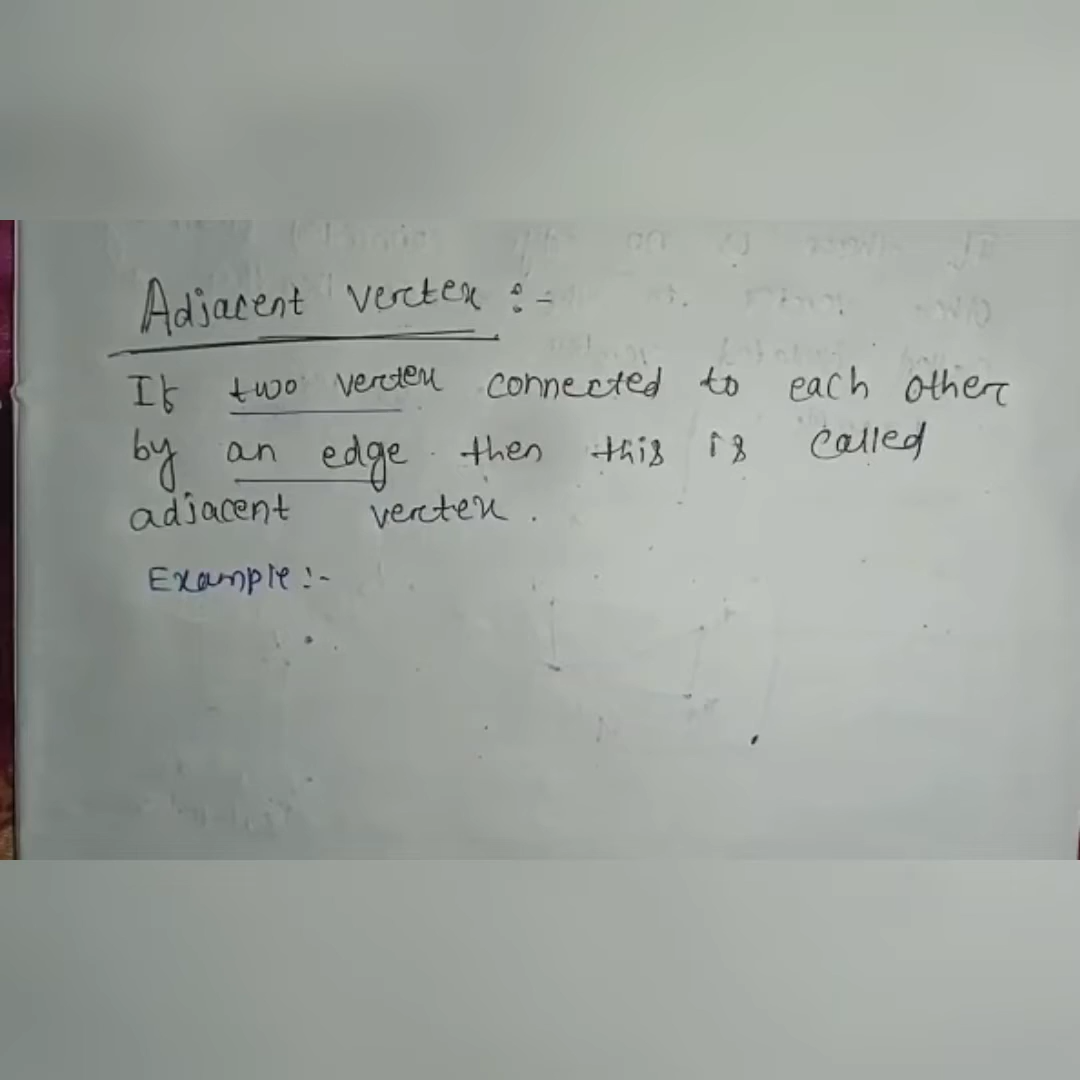 Adjacent vertex :-
If two vertex connected to each other
by an edge then this is called
adjacent vertex.
Example :-